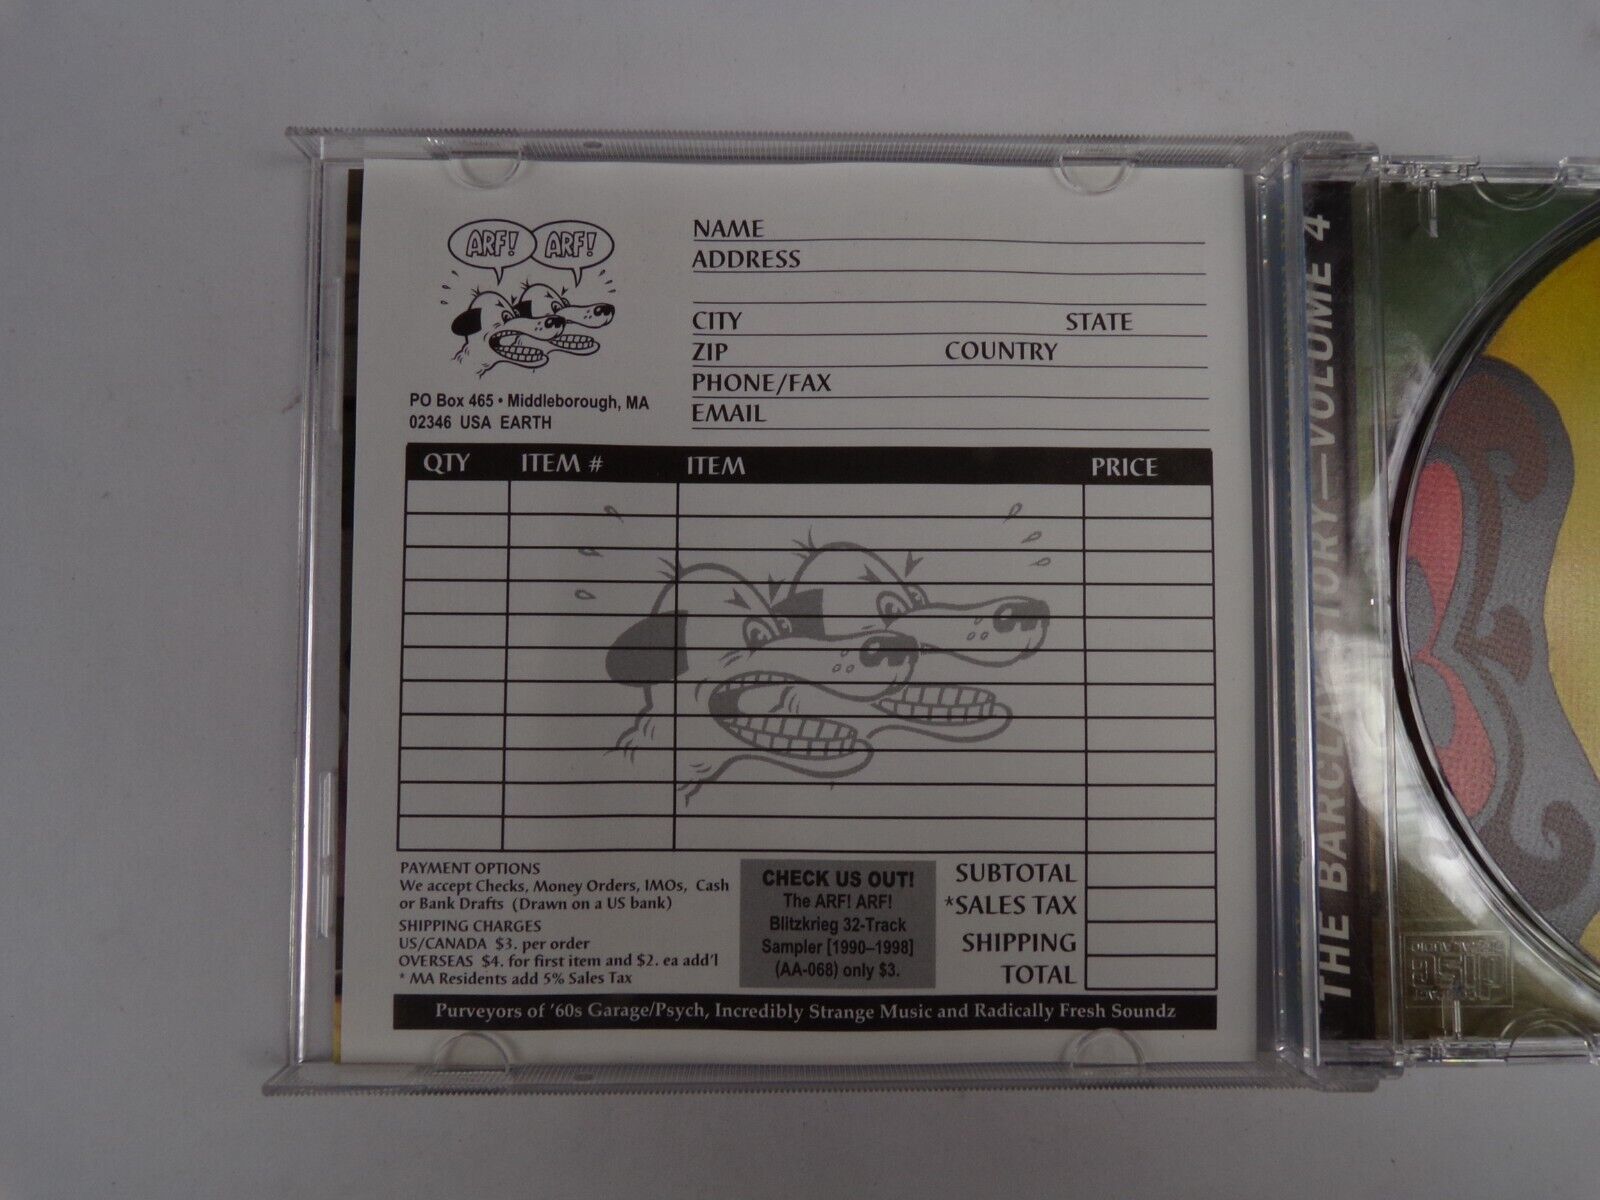 ARF! ARF!
PO Box 465 • Middleborough, MA
02346 USA EARTH
NAME
ADDRESS
CITY STATE
ZIP COUNTRY
PHONE/FAX
EMAIL
QTY ITEM # ITEM PRICE
PAYMENT OPTIONS
We accept Checks, Money Orders, IMOs, Cash
or Bank Drafts (Drawn on a US bank)
SHIPPING CHARGES
US/CANADA $3. per order
OVERSEAS $4. for first item and $2. ea add'l
* MA Residents add 5% Sales Tax
CHECK US OUT!
The ARF! ARF!
Blitzkrieg 32-Track
Sampler [1990–1998]
(AA-068) only $3.
SUBTOTAL
*SALES TAX
SHIPPING
TOTAL
Purveyors of '60s Garage/Psych, Incredibly Strange Music and Radically Fresh Soundz
THE BARCLAY STORY—VOLUME 4
disc